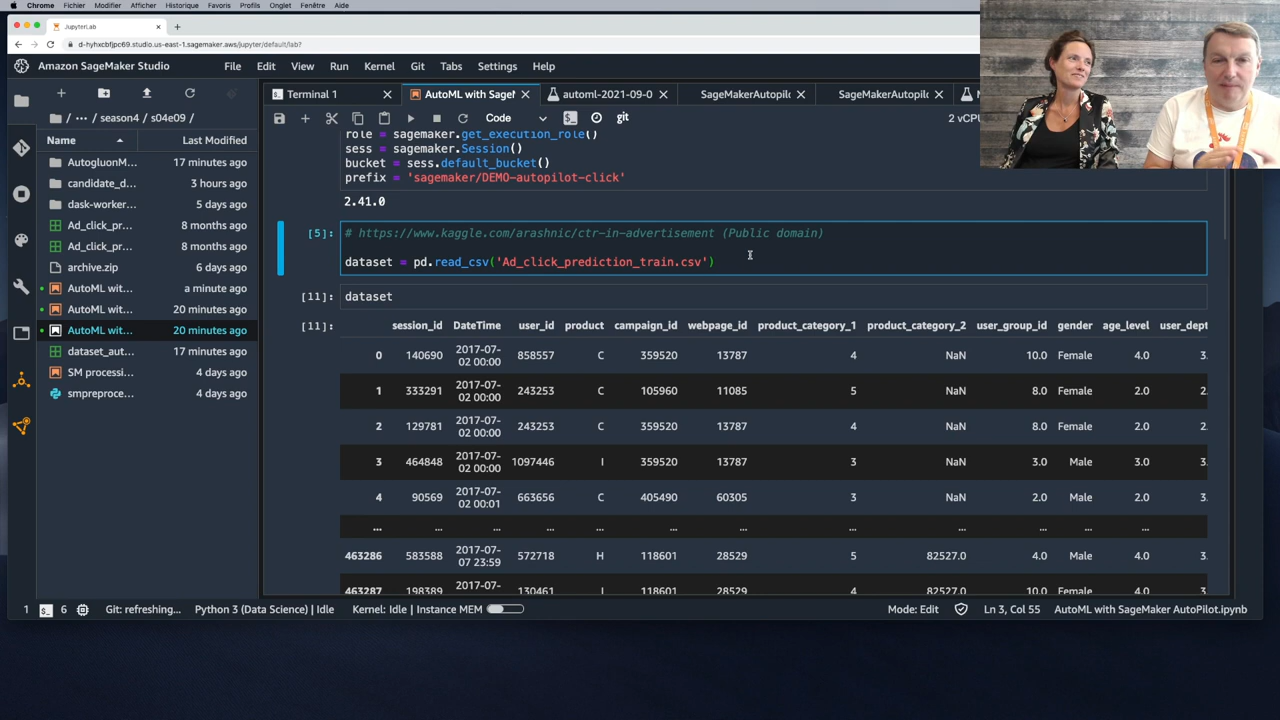 Chrome Fichier Modifier Afficher Historique Favoris Profils Onglet Fenêtre Aide
JupyterLab
d-hyhxcbfjpc69.studio.us-east-1.sagemaker.aws/jupyter/default/lab?
Amazon SageMaker Studio File Edit View Run Kernel Git Tabs Settings Help
Terminal 1 AutoML with SageM automl-2021-09-0 SageMakerAutopil SageMakerAutopil
Code git 2 vCPU
/ ··· / season4 / s04e09 /
Name Last Modified
AutogluonM... 17 minutes ago
candidate_d... 3 hours ago
dask-worker... 5 days ago
Ad_click_pr... 8 months ago
Ad_click_pr... 8 months ago
archive.zip 6 days ago
AutoML wit... a minute ago
AutoML wit... 20 minutes ago
AutoML wit... 20 minutes ago
dataset_aut... 17 minutes ago
SM processi... 4 days ago
smpreproce... 4 days ago
role = sagemaker.get_execution_role()
sess = sagemaker.Session()
bucket = sess.default_bucket()
prefix = 'sagemaker/DEMO-autopilot-click'
2.41.0
[5]: # https://www.kaggle.com/arashnic/ctr-in-advertisement (Public domain)
dataset = pd.read_csv('Ad_click_prediction_train.csv')
[11]: dataset
[11]: session_id DateTime user_id product campaign_id webpage_id product_category_1 product_category_2 user_group_id gender age_level user_dept
0 140690 2017-07-02 00:00 858557 C 359520 13787 4 NaN 10.0 Female 4.0 3.
1 333291 2017-07-02 00:00 243253 C 105960 11085 5 NaN 8.0 Female 2.0 2.
2 129781 2017-07-02 00:00 243253 C 359520 13787 4 NaN 8.0 Female 2.0 2.
3 464848 2017-07-02 00:00 1097446 I 359520 13787 3 NaN 3.0 Male 3.0 3.
4 90569 2017-07-02 00:01 663656 C 405490 60305 3 NaN 2.0 Male 2.0 3.
... ... ... ... ... ... ... ... ... ... ... ... ...
463286 583588 2017-07-07 23:59 572718 H 118601 28529 5 82527.0 4.0 Male 4.0 3.
463287 198389 2017-07- 130461 I 118601 28529 4 82527.0 10.0 Female 4.0 3.
1 6 Git: refreshing... Python 3 (Data Science) | Idle Kernel: Idle | Instance MEM Mode: Edit Ln 3, Col 55 AutoML with SageMaker AutoPilot.ipynb